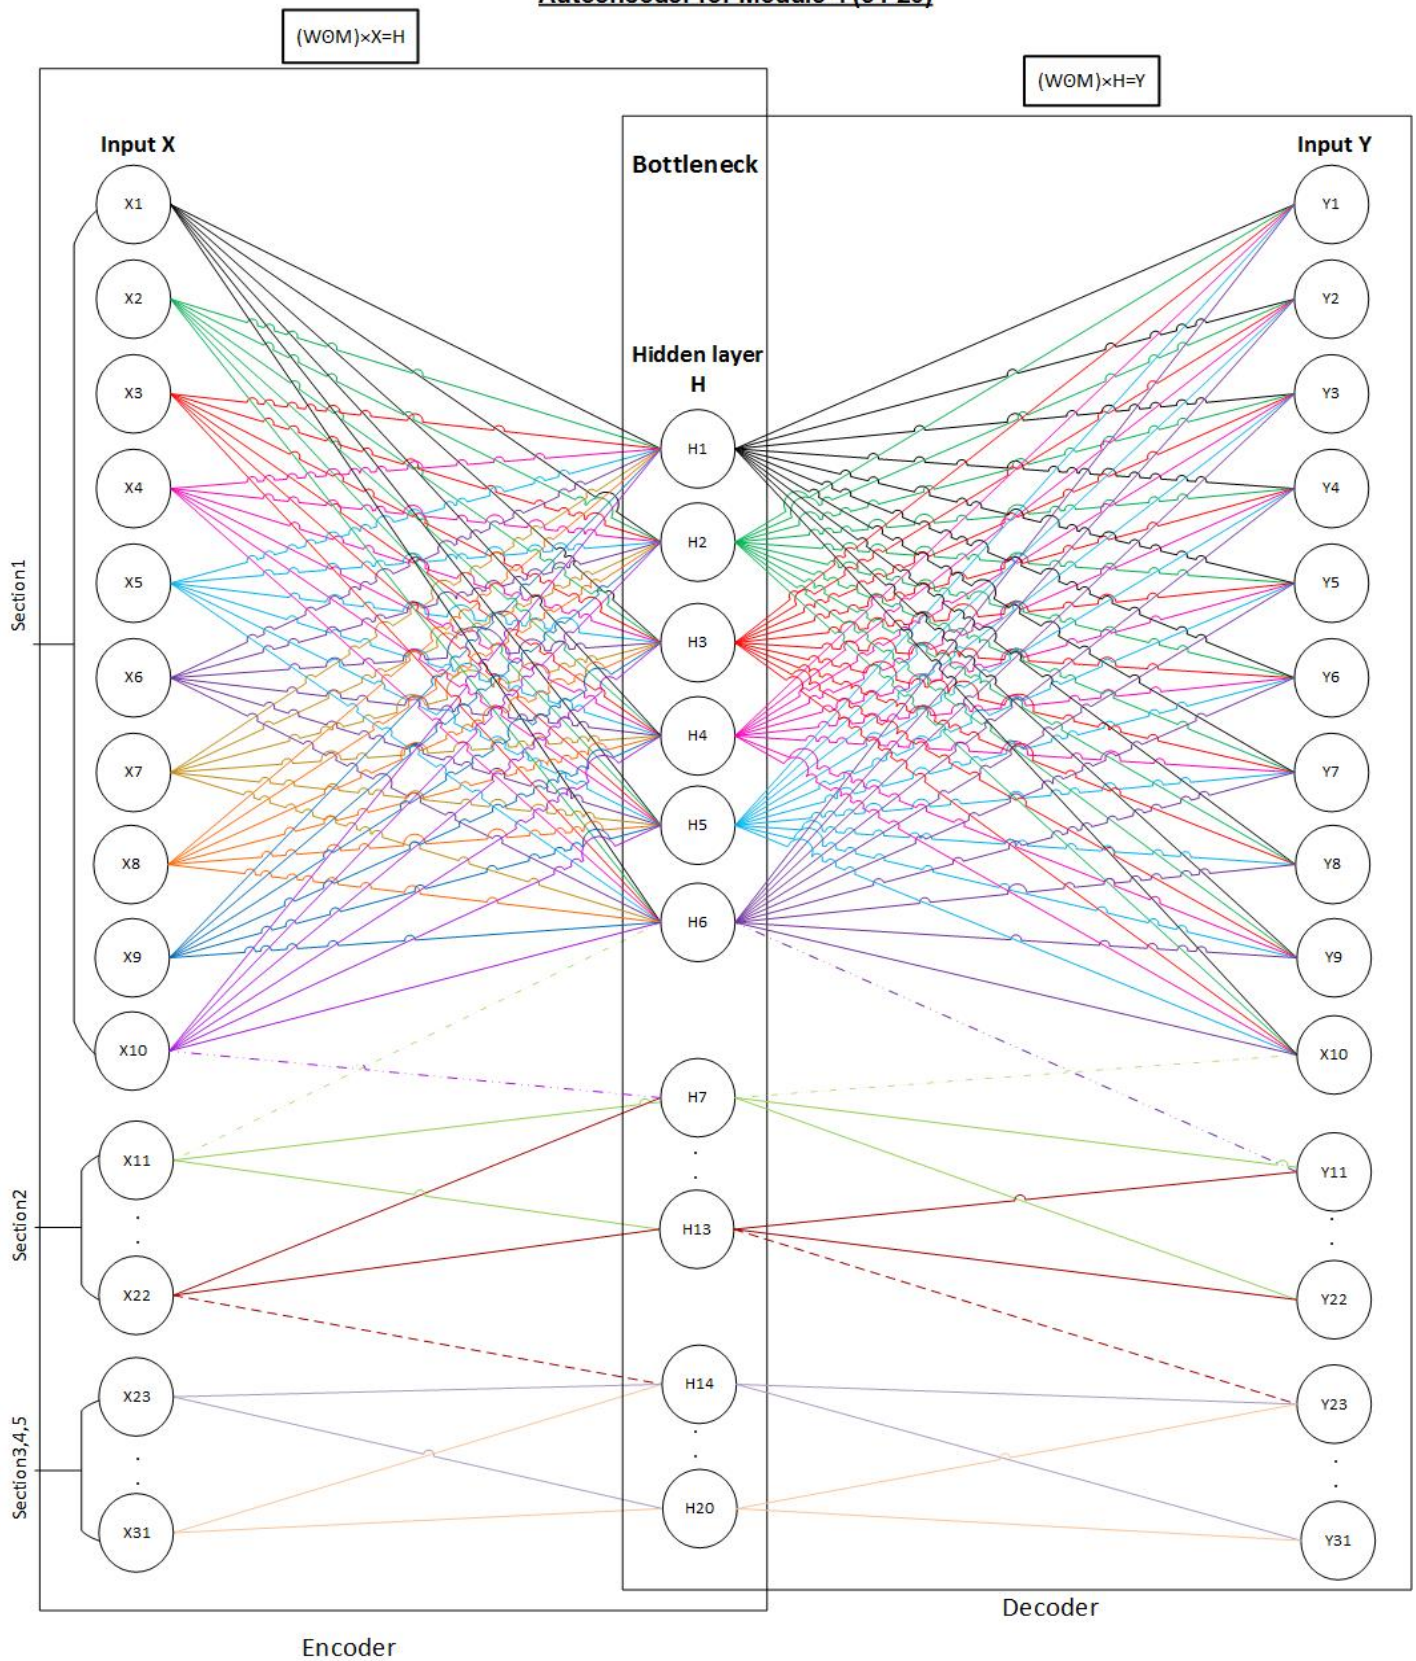 (WʘM)×X=H
(WʘM)×H=Y
Input X
Bottleneck
Input Y
Hidden layer
H
X1
X2
X3
X4
X5
X6
X7
X8
X9
X10
X11
X22
X23
X31
H1
H2
H3
H4
H5
H6
H7
H13
H14
H20
Y1
Y2
Y3
Y4
Y5
Y6
Y7
Y8
Y9
X10
Y11
Y22
Y23
Y31
Section1
Section2
Section3,4,5
Encoder
Decoder